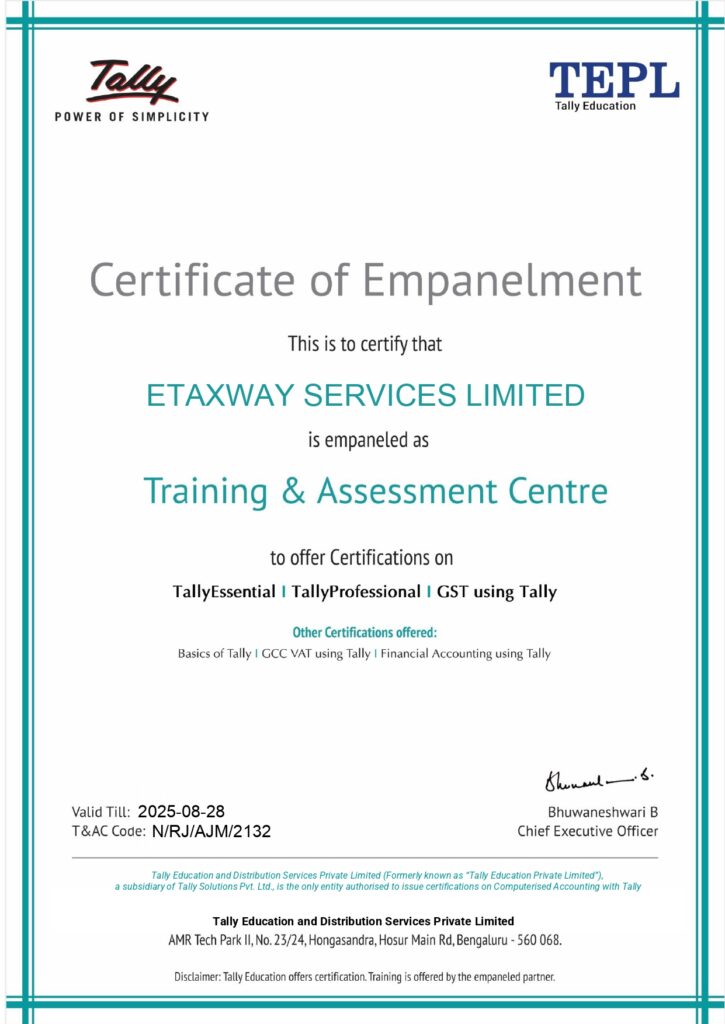 Tally
POWER OF SIMPLICITY
TEPL
Tally Education
Certificate of Empanelment
This is to certify that
ETAXWAY SERVICES LIMITED
is empaneled as
Training & Assessment Centre
to offer Certifications on
TallyEssential I TallyProfessional I GST using Tally
Other Certifications offered:
Basics of Tally I GCC VAT using Tally I Financial Accounting using Tally
Bhuwaneshwari B
Valid Till: 2025-08-28
Chief Executive Officer
T&AC Code: N/RJ/AJM/2132
Tally Education and Distribution Services Private Limited (Formerly known as "Tally Education Private Limited"),
a subsidiary of Tally Solutions Pvt. Ltd., is the only entity authorised to issue certifications on Computerised Accounting with Tally
Tally Education and Distribution Services Private Limited
AMR Tech Park II, No. 23/24, Hongasandra, Hosur Main Rd, Bengaluru - 560 068.
Disclaimer: Tally Education offers certification. Training is offered by the empaneled partner.